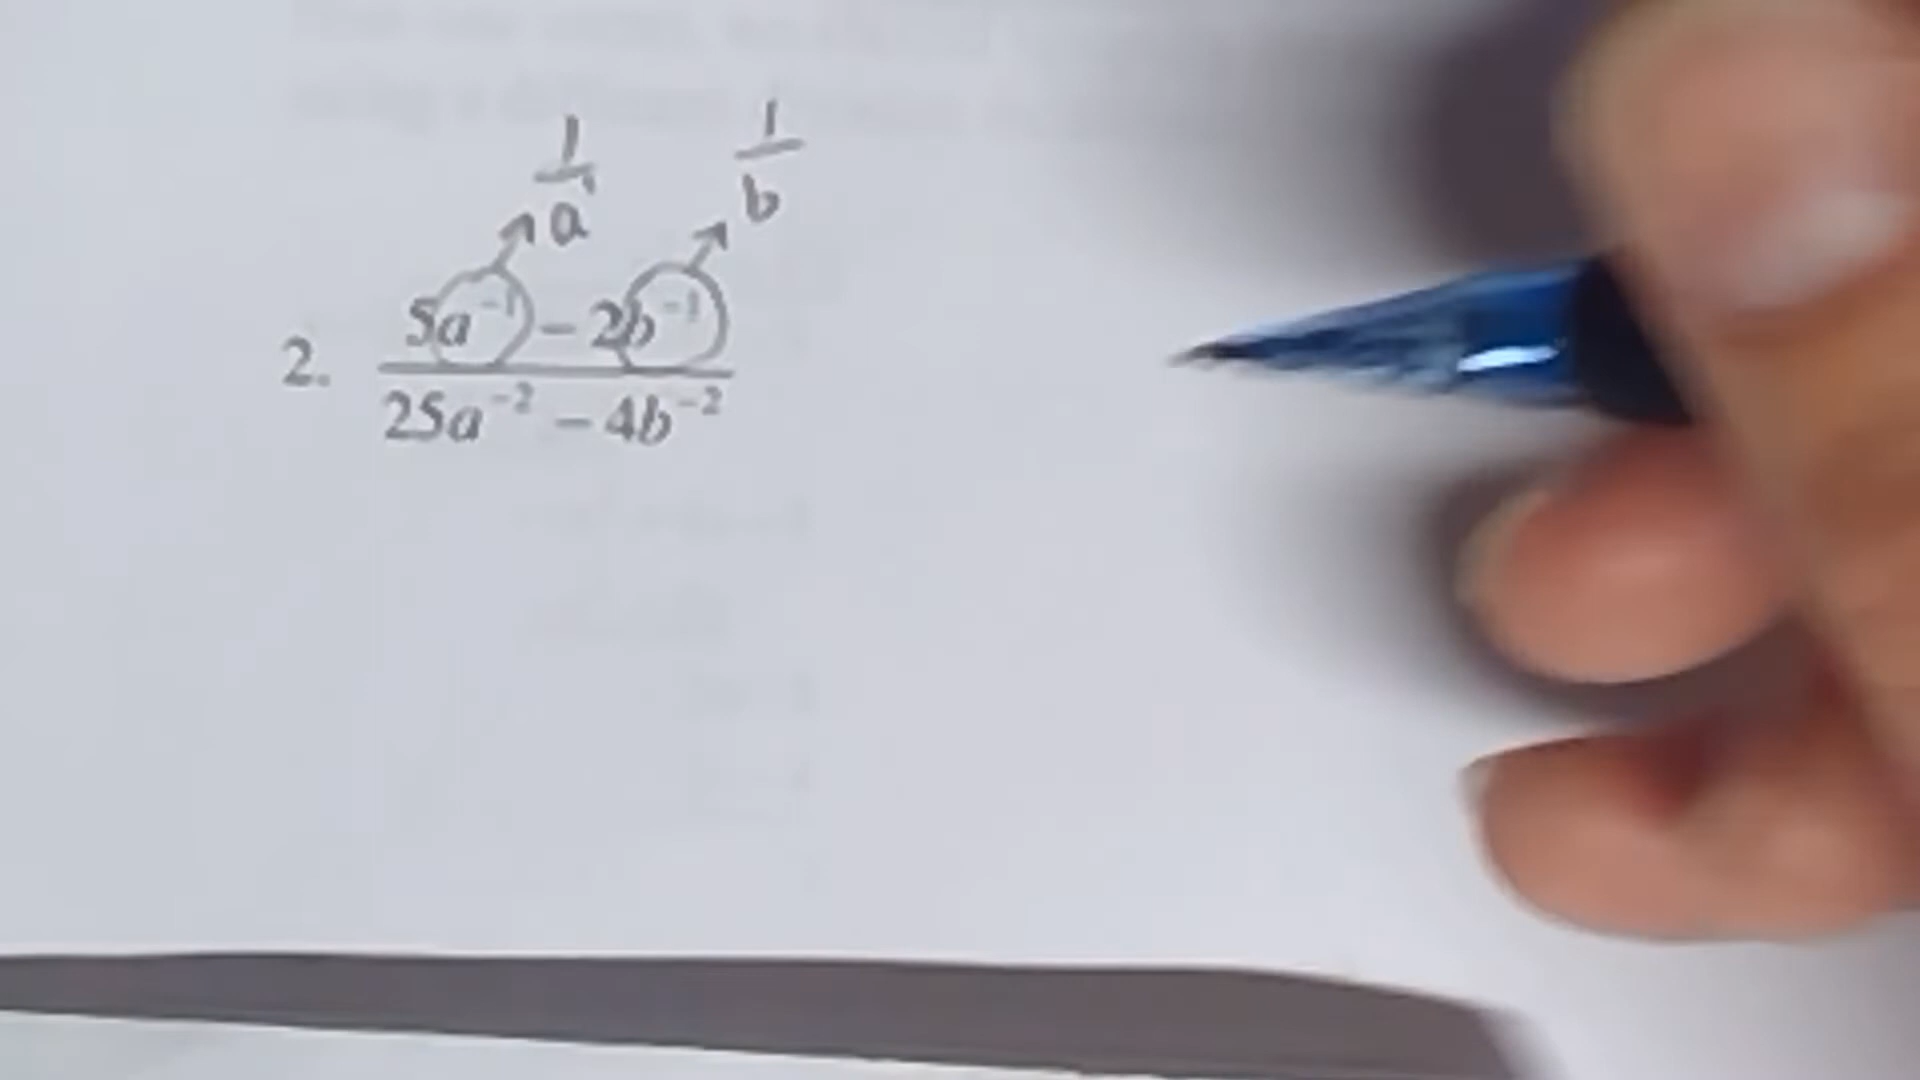 1 1
a b
2. 5a⁻¹ − 2b⁻¹
25a⁻² − 4b⁻²